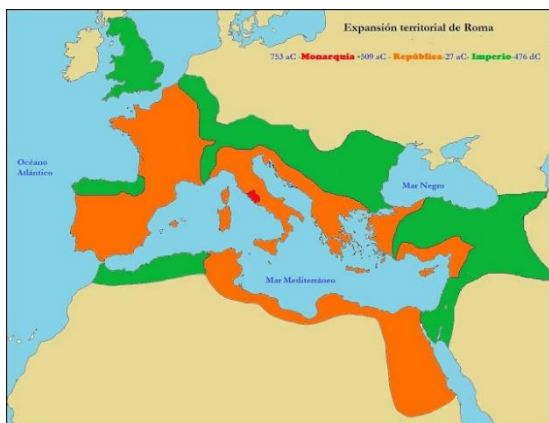 Expansión territorial de Roma
753 aC -Monarquía -509 aC - República-27 aC- Imperio-476 dC
Océano
Atlántico
Mar Negro
Mar Mediterráneo